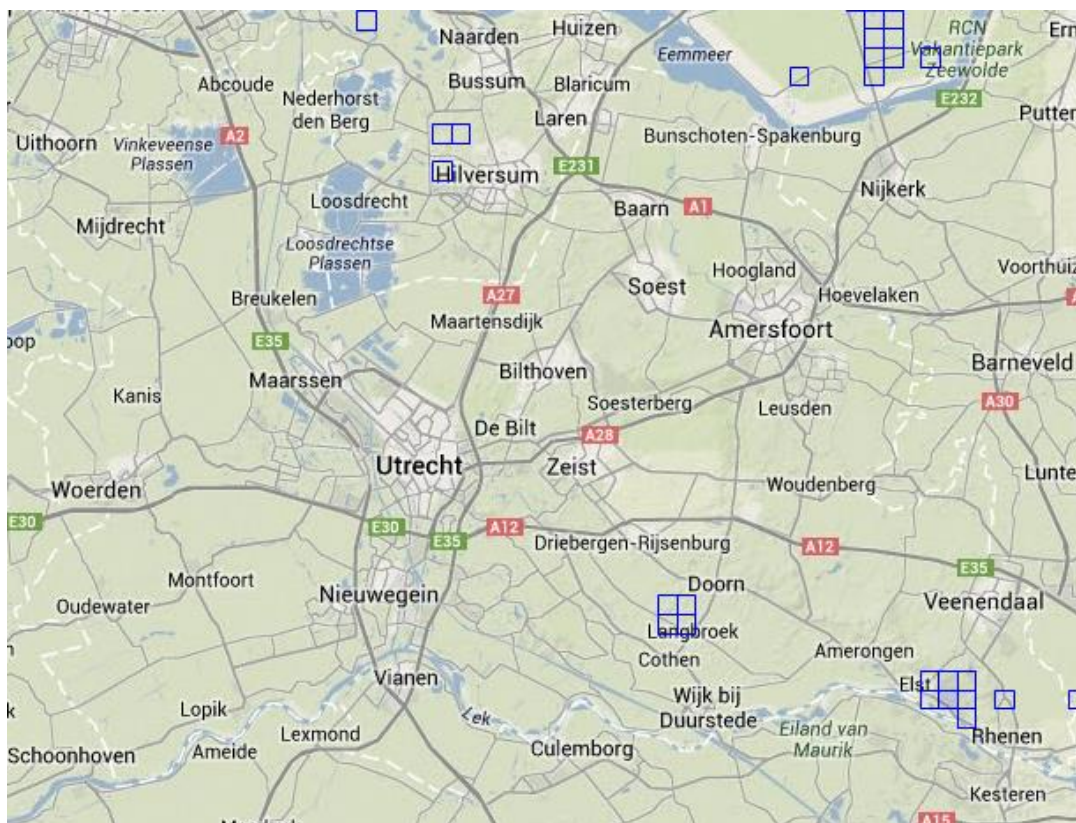 Naarden
Huizen
Eemmeer
RCN
Vakantiepark
Zeewolde
Erm
Abcoude
Bussum
Blaricum
E232
Nederhorst
den Berg
Laren
Putten
Uithoorn
Vinkeveense
Plassen
A2
Bunschoten-Spakenburg
E231
Hilversum
Nijkerk
Loosdrecht
Baarn
A1
Mijdrecht
Loosdrechtse
Plassen
Hoogland
Voorthuiz
Breukelen
A27
Soest
Hoevelaken
Maartensdijk
Amersfoort
E35
oop
Barneveld
Maarssen
Bilthoven
Kanis
Soesterberg
Leusden
A30
De Bilt
A28
Utrecht
Zeist
Lunte
Woerden
Woudenberg
E30
E30
E35
A12
Driebergen-Rijsenburg
A12
E35
Montfoort
Nieuwegein
Doorn
Oudewater
Veenendaal
Langbroek
Cothen
Amerongen
Vianen
Elst
Lopik
Lek
Wijk bij
Duurstede
Lexmond
Eiland van
Maurik
Rhenen
Schoonhoven
Ameide
Culemborg
Kesteren
A15